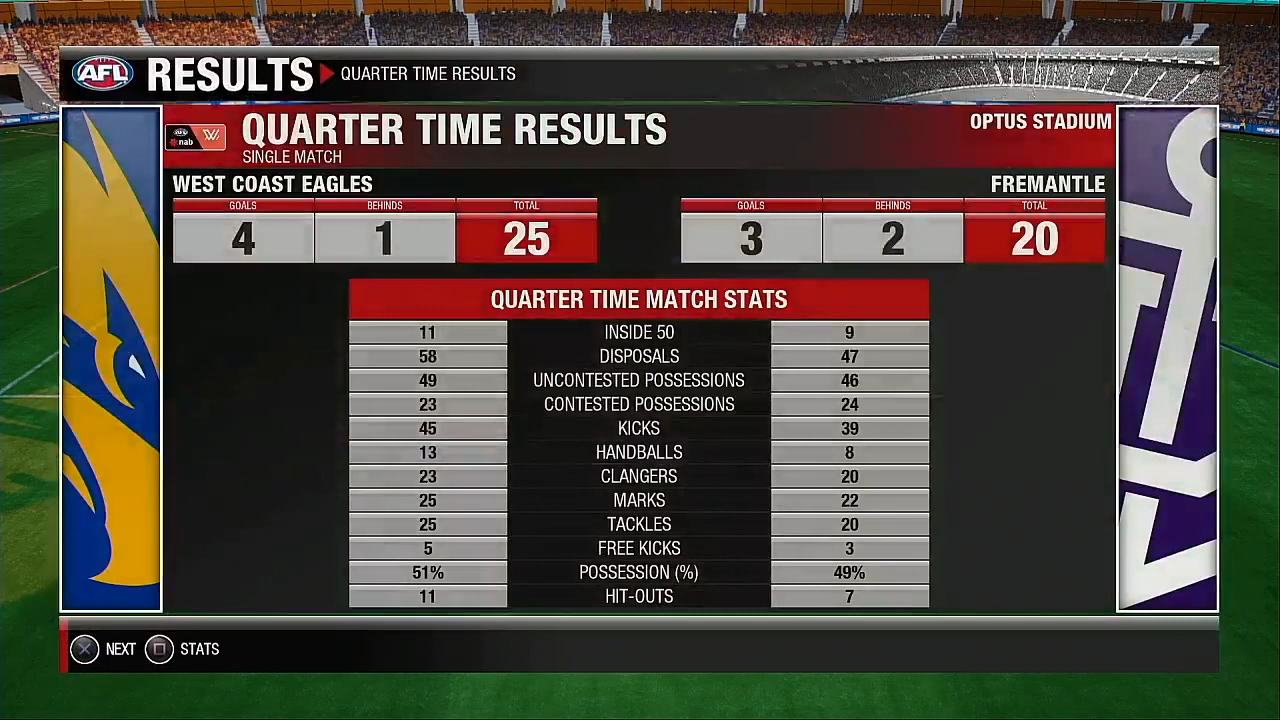 AFL RESULTS QUARTER TIME RESULTS
nab W QUARTER TIME RESULTS OPTUS STADIUM
SINGLE MATCH
WEST COAST EAGLES FREMANTLE
GOALS BEHINDS TOTAL GOALS BEHINDS TOTAL
4 1 25 3 2 20
QUARTER TIME MATCH STATS
11 INSIDE 50 9
58 DISPOSALS 47
49 UNCONTESTED POSSESSIONS 46
23 CONTESTED POSSESSIONS 24
45 KICKS 39
13 HANDBALLS 8
23 CLANGERS 20
25 MARKS 22
25 TACKLES 20
5 FREE KICKS 3
51% POSSESSION (%) 49%
11 HIT-OUTS 7
NEXT STATS